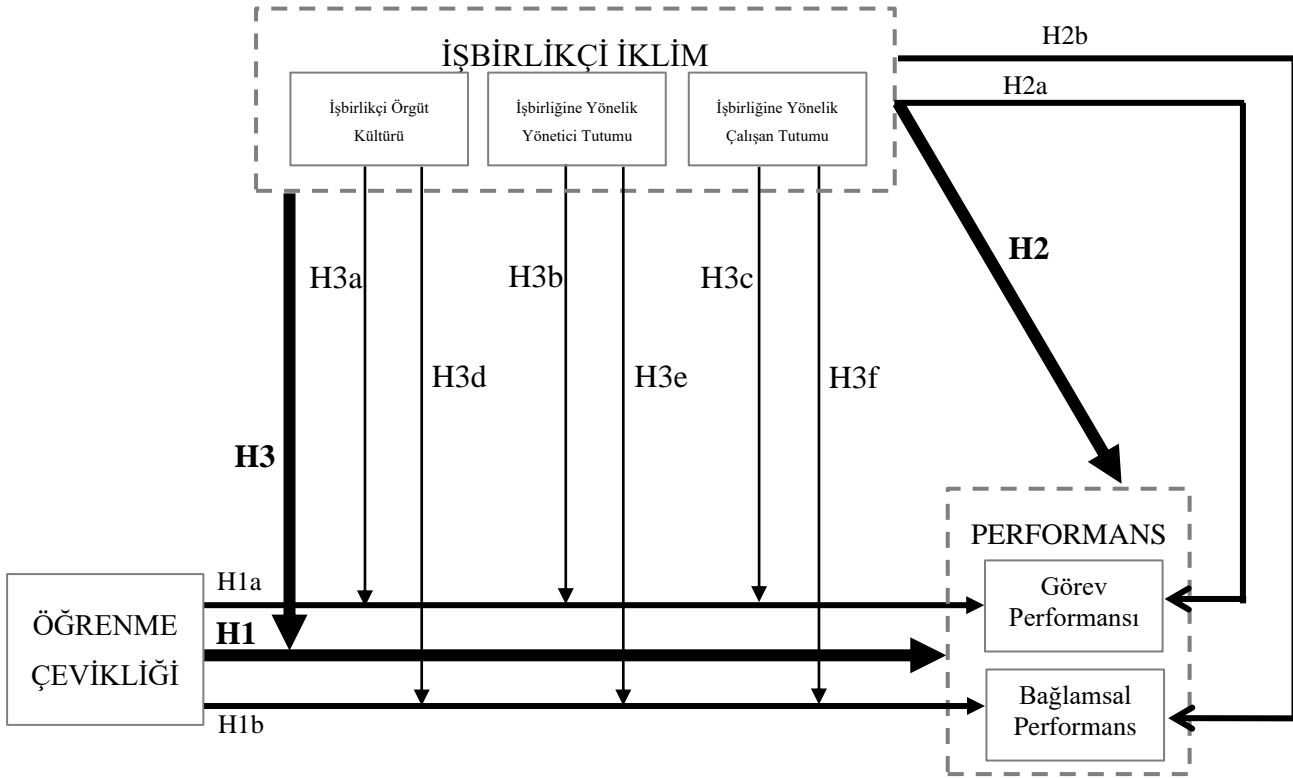 H2b
İŞBİRLİKÇİ İKLİM
H2a
İşbirlikçi Örgüt
Kültürü
İşbirliğine Yönelik
Yönetici Tutumu
İşbirliğine Yönelik
Çalışan Tutumu
H2
H3a
H3b
H3c
H3d
H3e
H3f
H3
PERFORMANS
H1a
Görev
Performansı
ÖĞRENME
ÇEVİKLİĞİ
H1
Bağlamsal
Performans
H1b